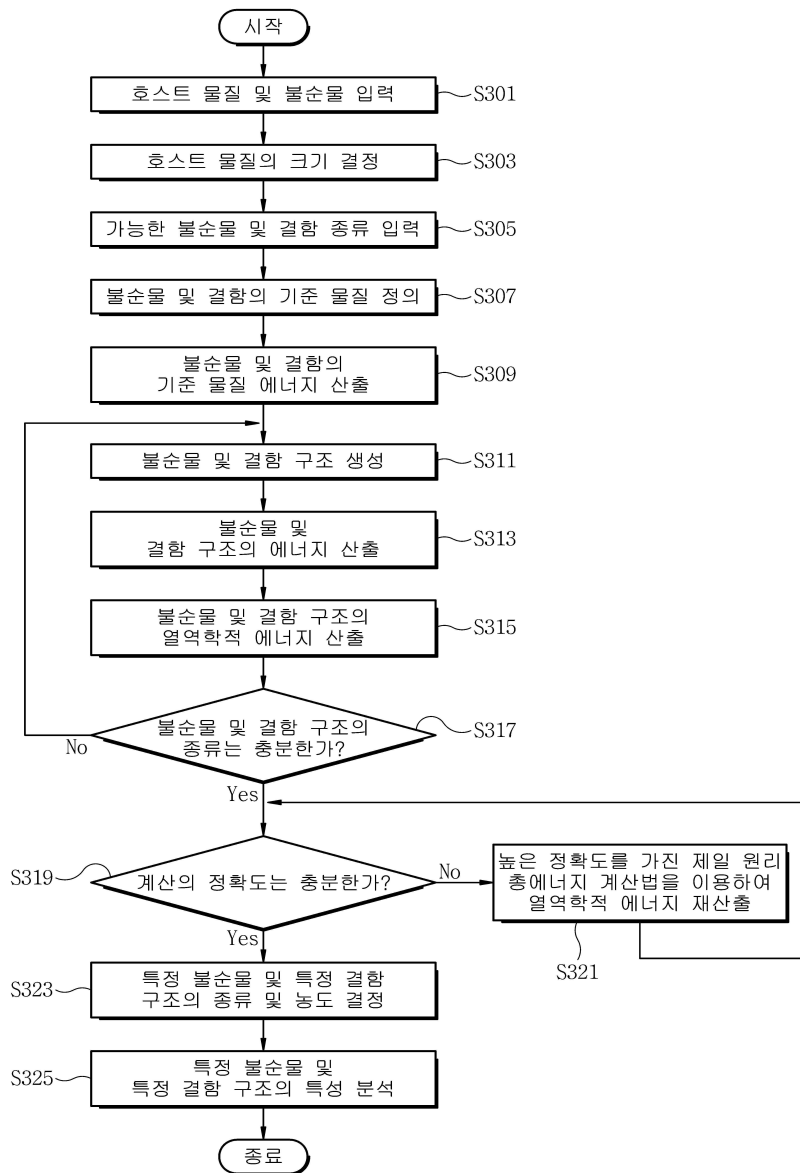 시작
호스트 물질 및 불순물 입력
S301
호스트 물질의 크기 결정
S303
가능한 불순물 및 결함 종류 입력
S305
불순물 및 결함의 기준 물질 정의
S307
불순물 및 결함의
기준 물질 에너지 산출
S309
불순물 및 결함 구조 생성
S311
불순물 및
결함 구조의 에너지 산출
S313
불순물 및 결함 구조의
열역학적 에너지 산출
S315
불순물 및 결함 구조의
종류는 충분한가?
S317
No
Yes
S319
계산의 정확도는 충분한가?
No
높은 정확도를 가진 제일 원리
총에너지 계산법을 이용하여
열역학적 에너지 재산출
S321
Yes
S323
특정 불순물 및 특정 결함
구조의 종류 및 농도 결정
S325
특정 불순물 및
특정 결함 구조의 특성 분석
종료